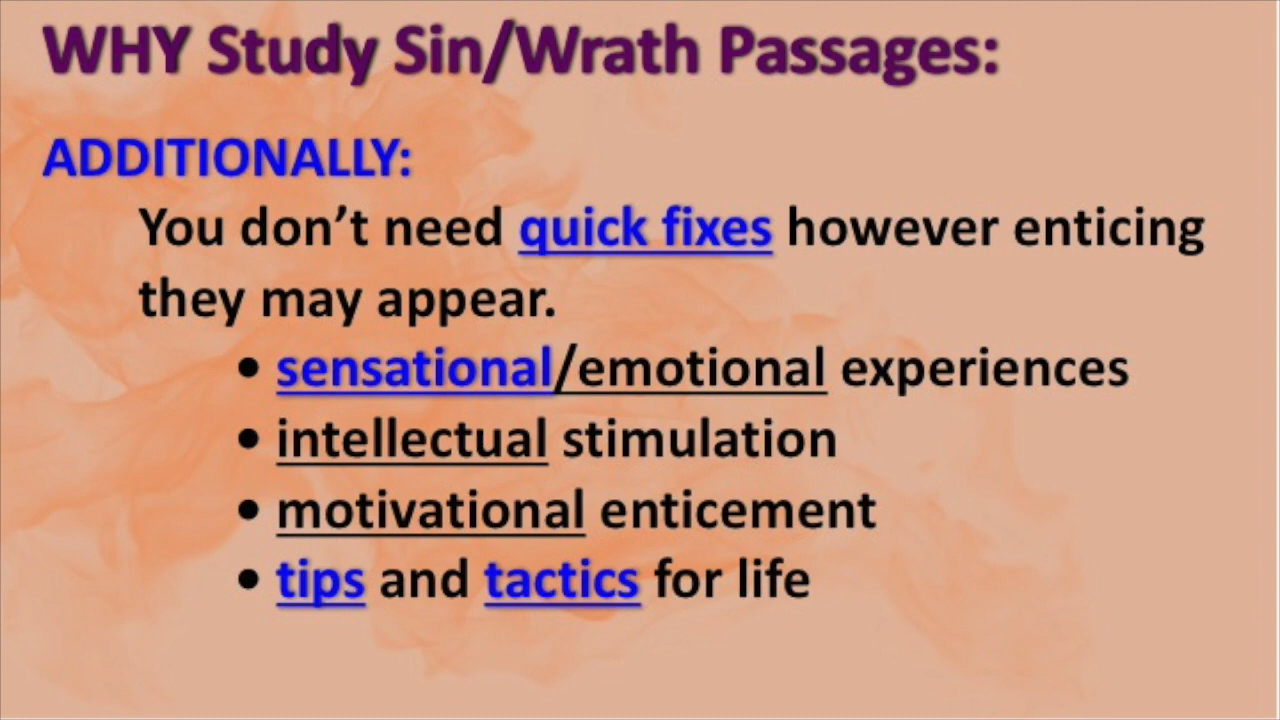 WHY Study Sin/Wrath Passages:
ADDITIONALLY:
You don’t need quick fixes however enticing
they may appear.
• sensational/emotional experiences
• intellectual stimulation
• motivational enticement
• tips and tactics for life